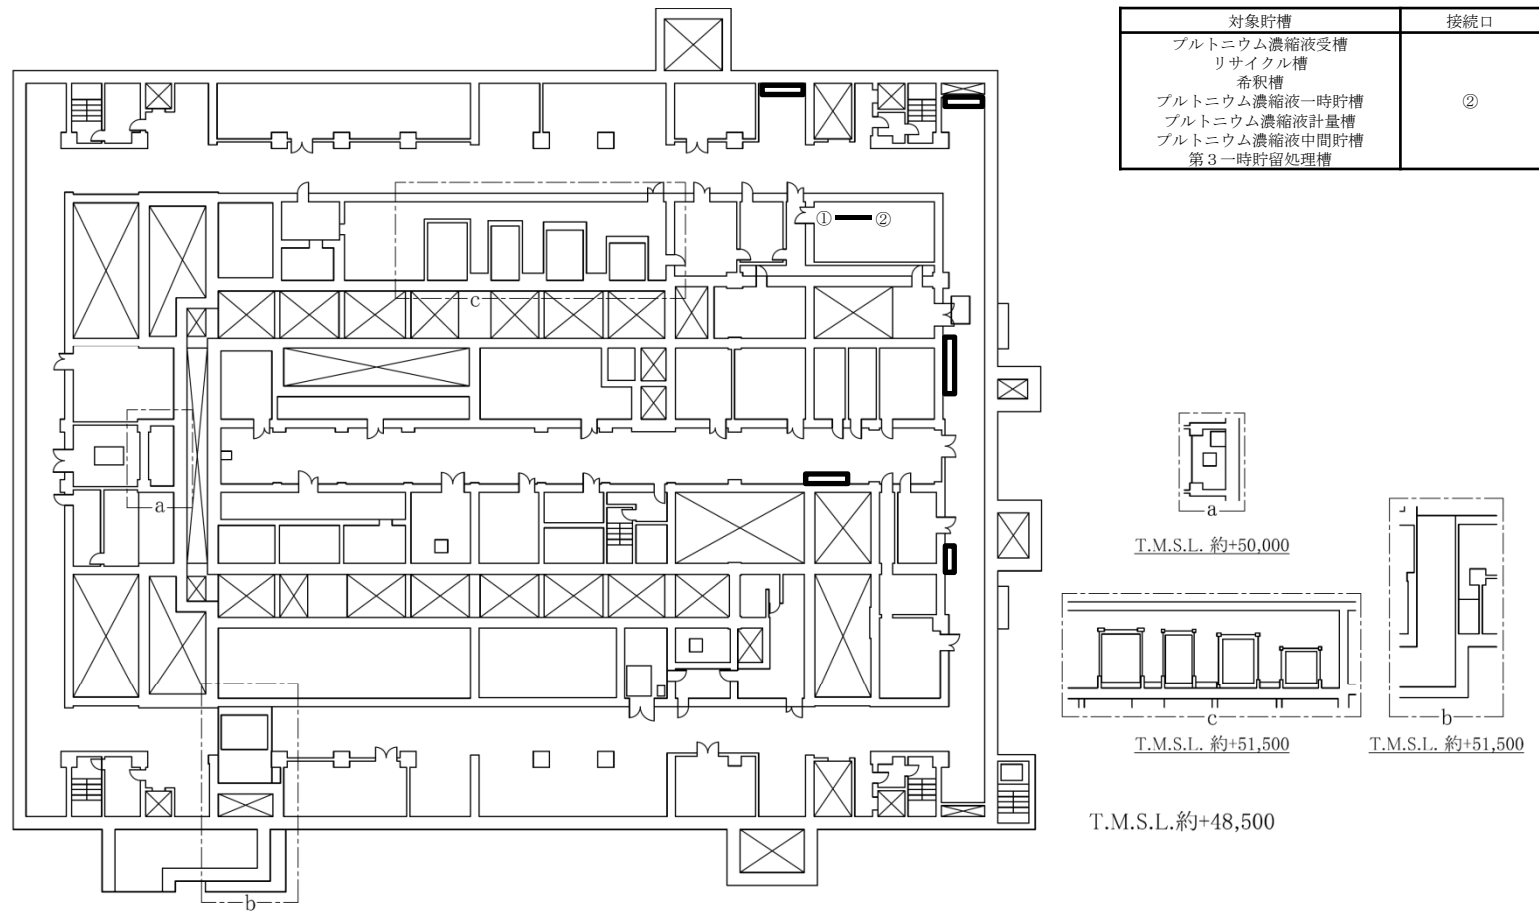 対象貯槽 接続口
プルトニウム濃縮液受槽
リサイクル槽
希釈槽
プルトニウム濃縮液一時貯槽 ②
プルトニウム濃縮液計量槽
プルトニウム濃縮液中間貯槽
第3一時貯留処理槽
① ②
c
a
a
T.M.S.L. 約+50,000
c
T.M.S.L. 約+51,500
b
T.M.S.L. 約+51,500
T.M.S.L.約+48,500
b